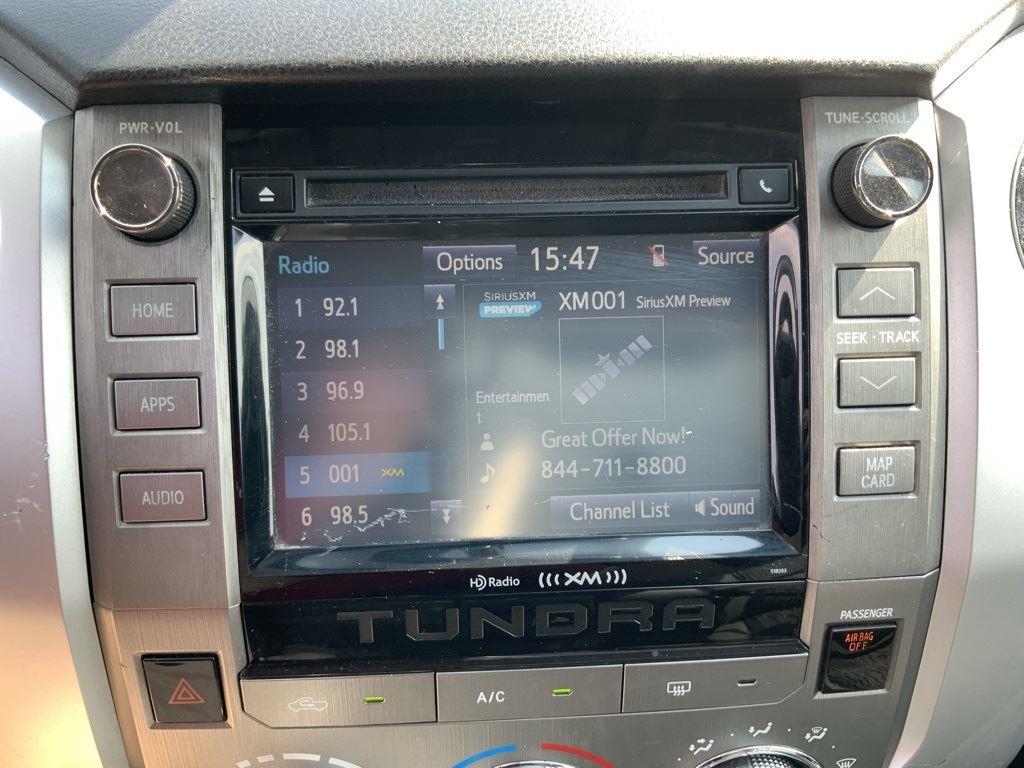 PWR·VOL
TUNE·SCROLL
HOME
APPS
AUDIO
Radio
Options
15:47
Source
1 92.1
2 98.1
3 96.9
4 105.1
5 001 XM
6 98.5
SIRIUSXM
PREVIEW
XM001 SiriusXM Preview
Entertainmen
t
Great Offer Now!
844-711-8800
Channel List
Sound
SEEK·TRACK
MAP
CARD
HD Radio
(((XM)))
TUNDRA
PASSENGER
AIR BAG
OFF
A/C